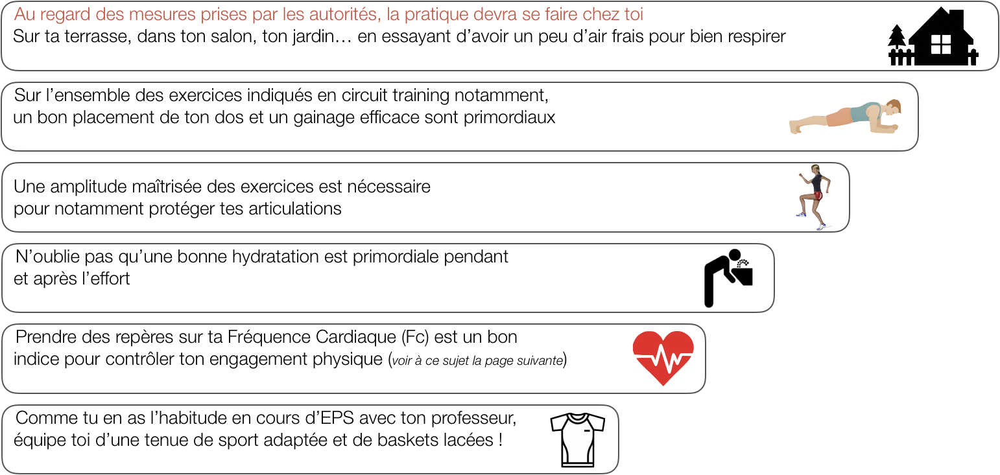 Au regard des mesures prises par les autorités, la pratique devra se faire chez toi
Sur ta terrasse, dans ton salon, ton jardin… en essayant d’avoir un peu d’air frais pour bien respirer
Sur l’ensemble des exercices indiqués en circuit training notamment,
un bon placement de ton dos et un gainage efficace sont primordiaux
Une amplitude maîtrisée des exercices est nécessaire
pour notamment protéger tes articulations
N’oublie pas qu’une bonne hydratation est primordiale pendant
et après l’effort
Prendre des repères sur ta Fréquence Cardiaque (Fc) est un bon
indice pour contrôler ton engagement physique (voir à ce sujet la page suivante)
Comme tu en as l’habitude en cours d’EPS avec ton professeur,
équipe toi d’une tenue de sport adaptée et de baskets lacées !